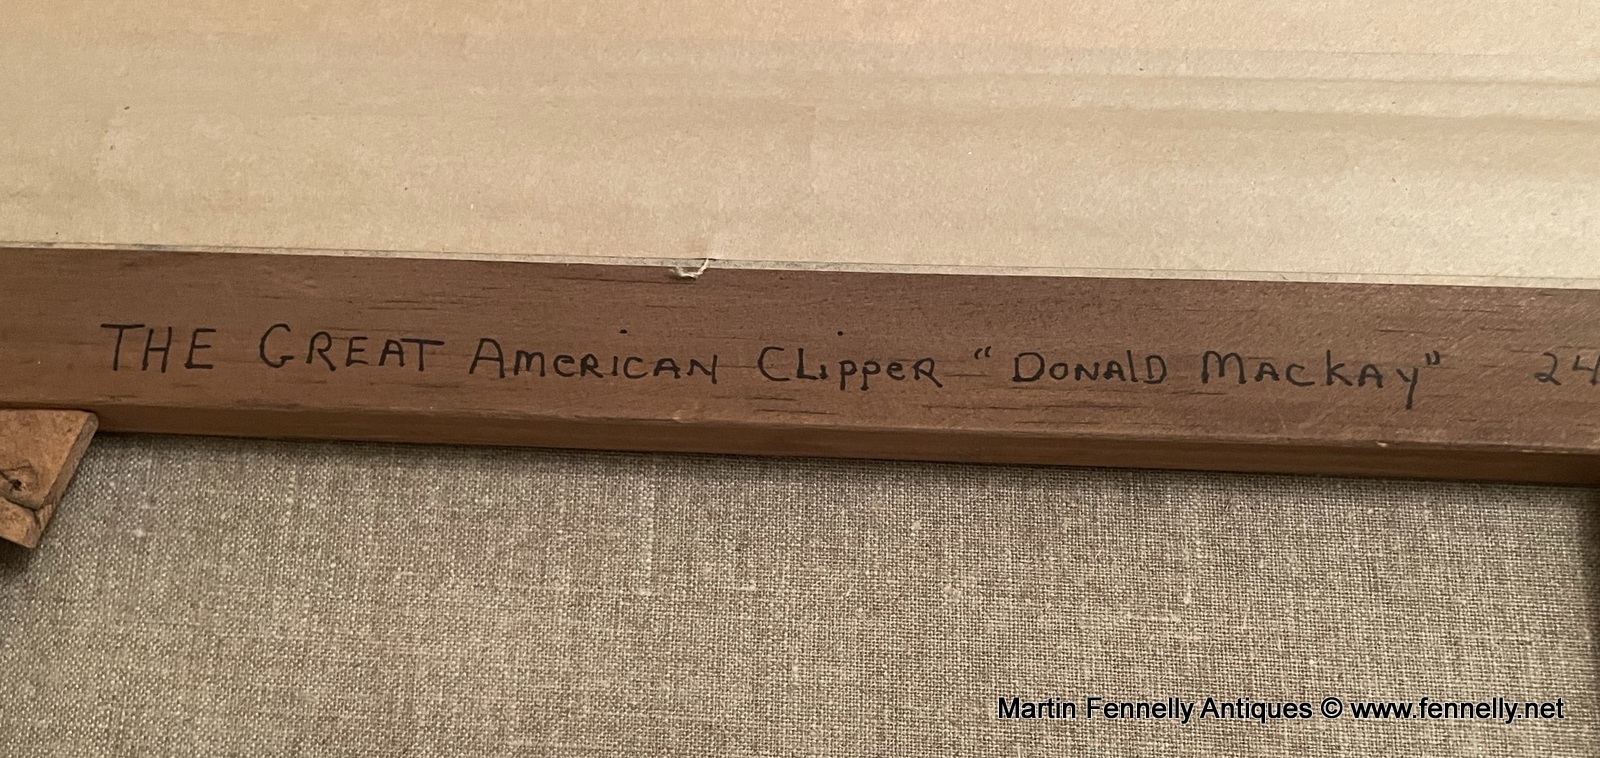 THE GREAT AMERICAN CLIPPER "DONALD MACKAY" 24
Martin Fennelly Antiques © www.fennelly.net